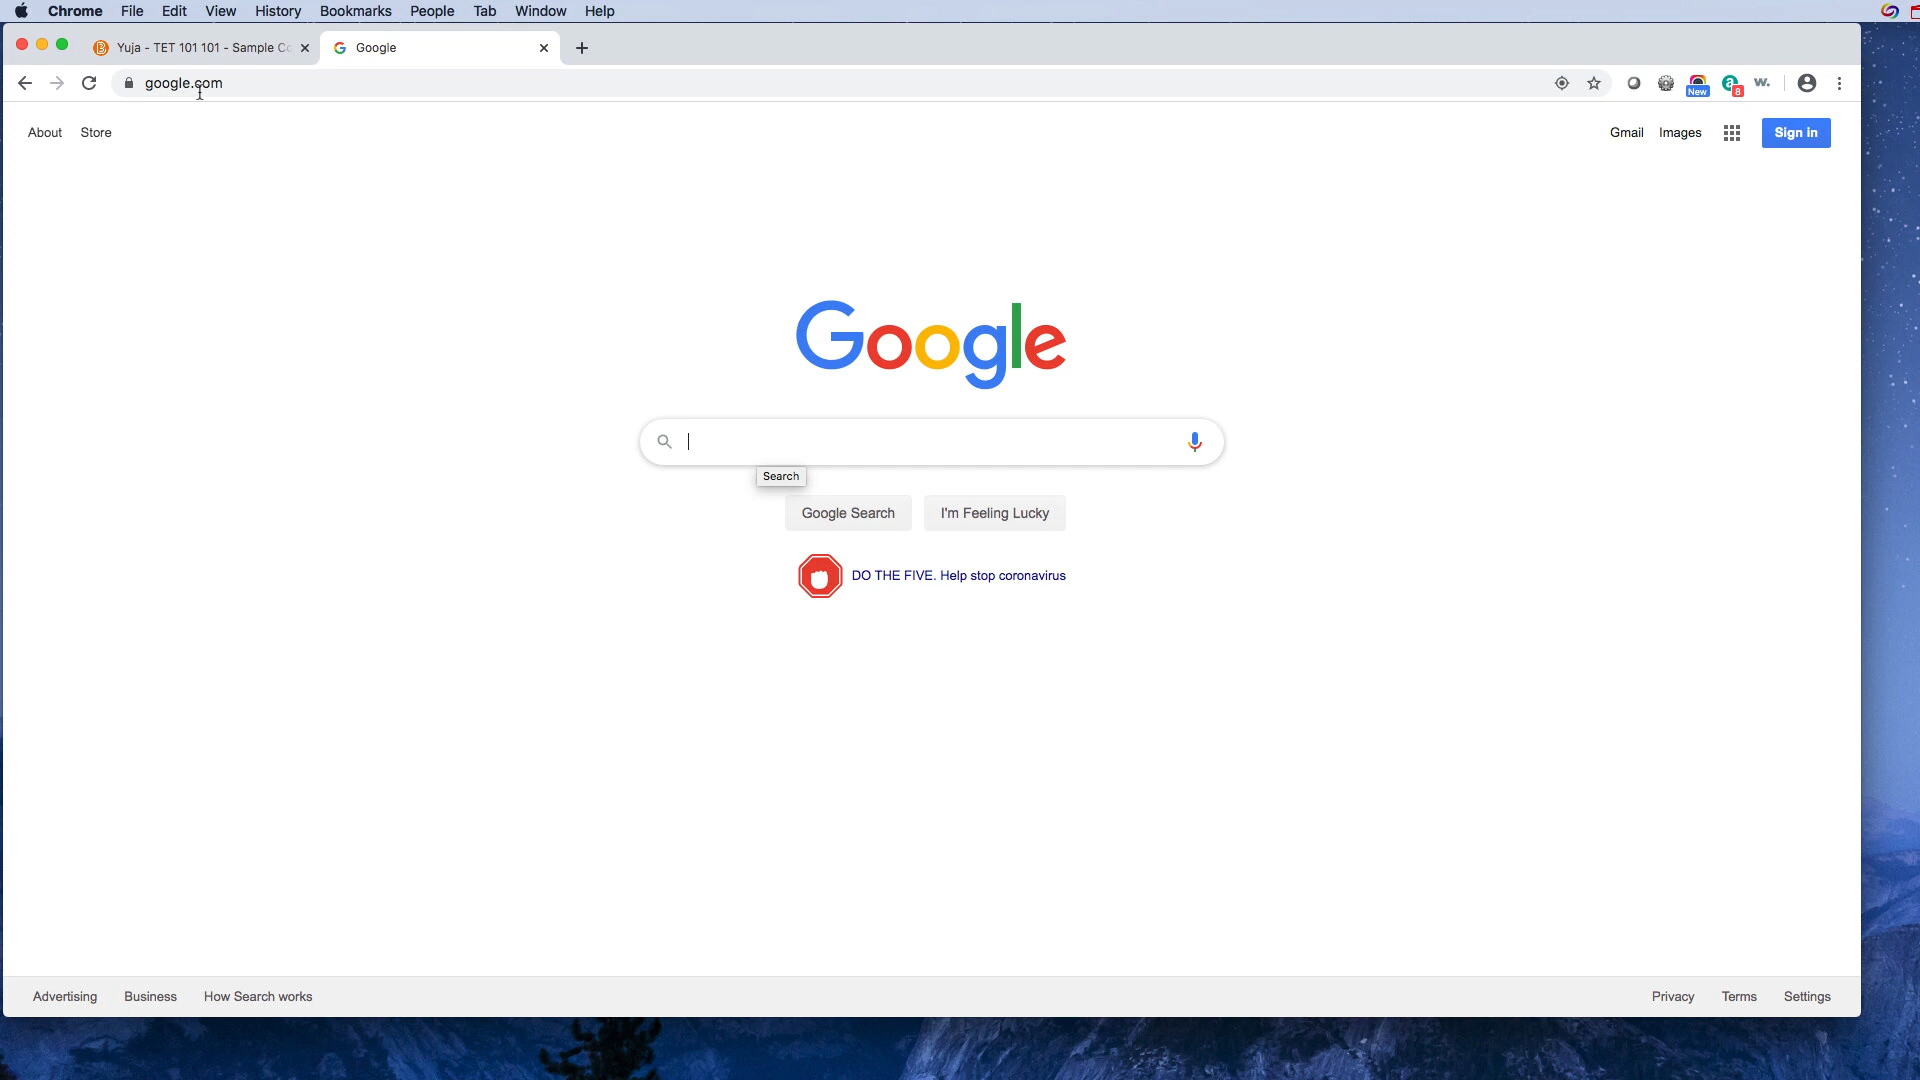 Chrome File Edit View History Bookmarks People Tab Window Help
Yuja - TET 101 101 - Sample Google
google.com
New 8 w.
About Store Gmail Images Sign in
Google
Search
Google Search I'm Feeling Lucky
DO THE FIVE. Help stop coronavirus
Advertising Business How Search works Privacy Terms Settings